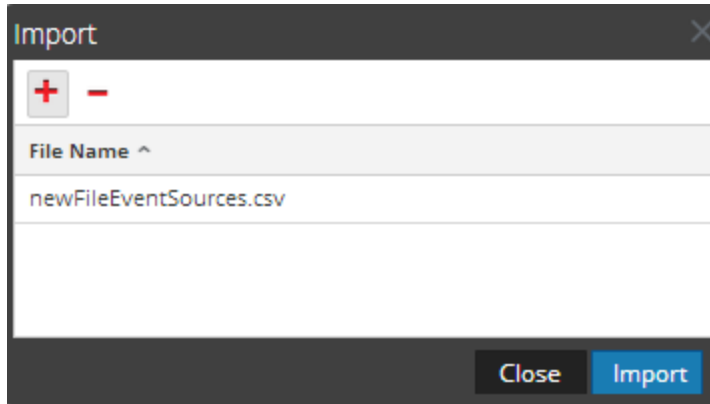 Import
File Name
newFileEventSources.csv
Close
Import